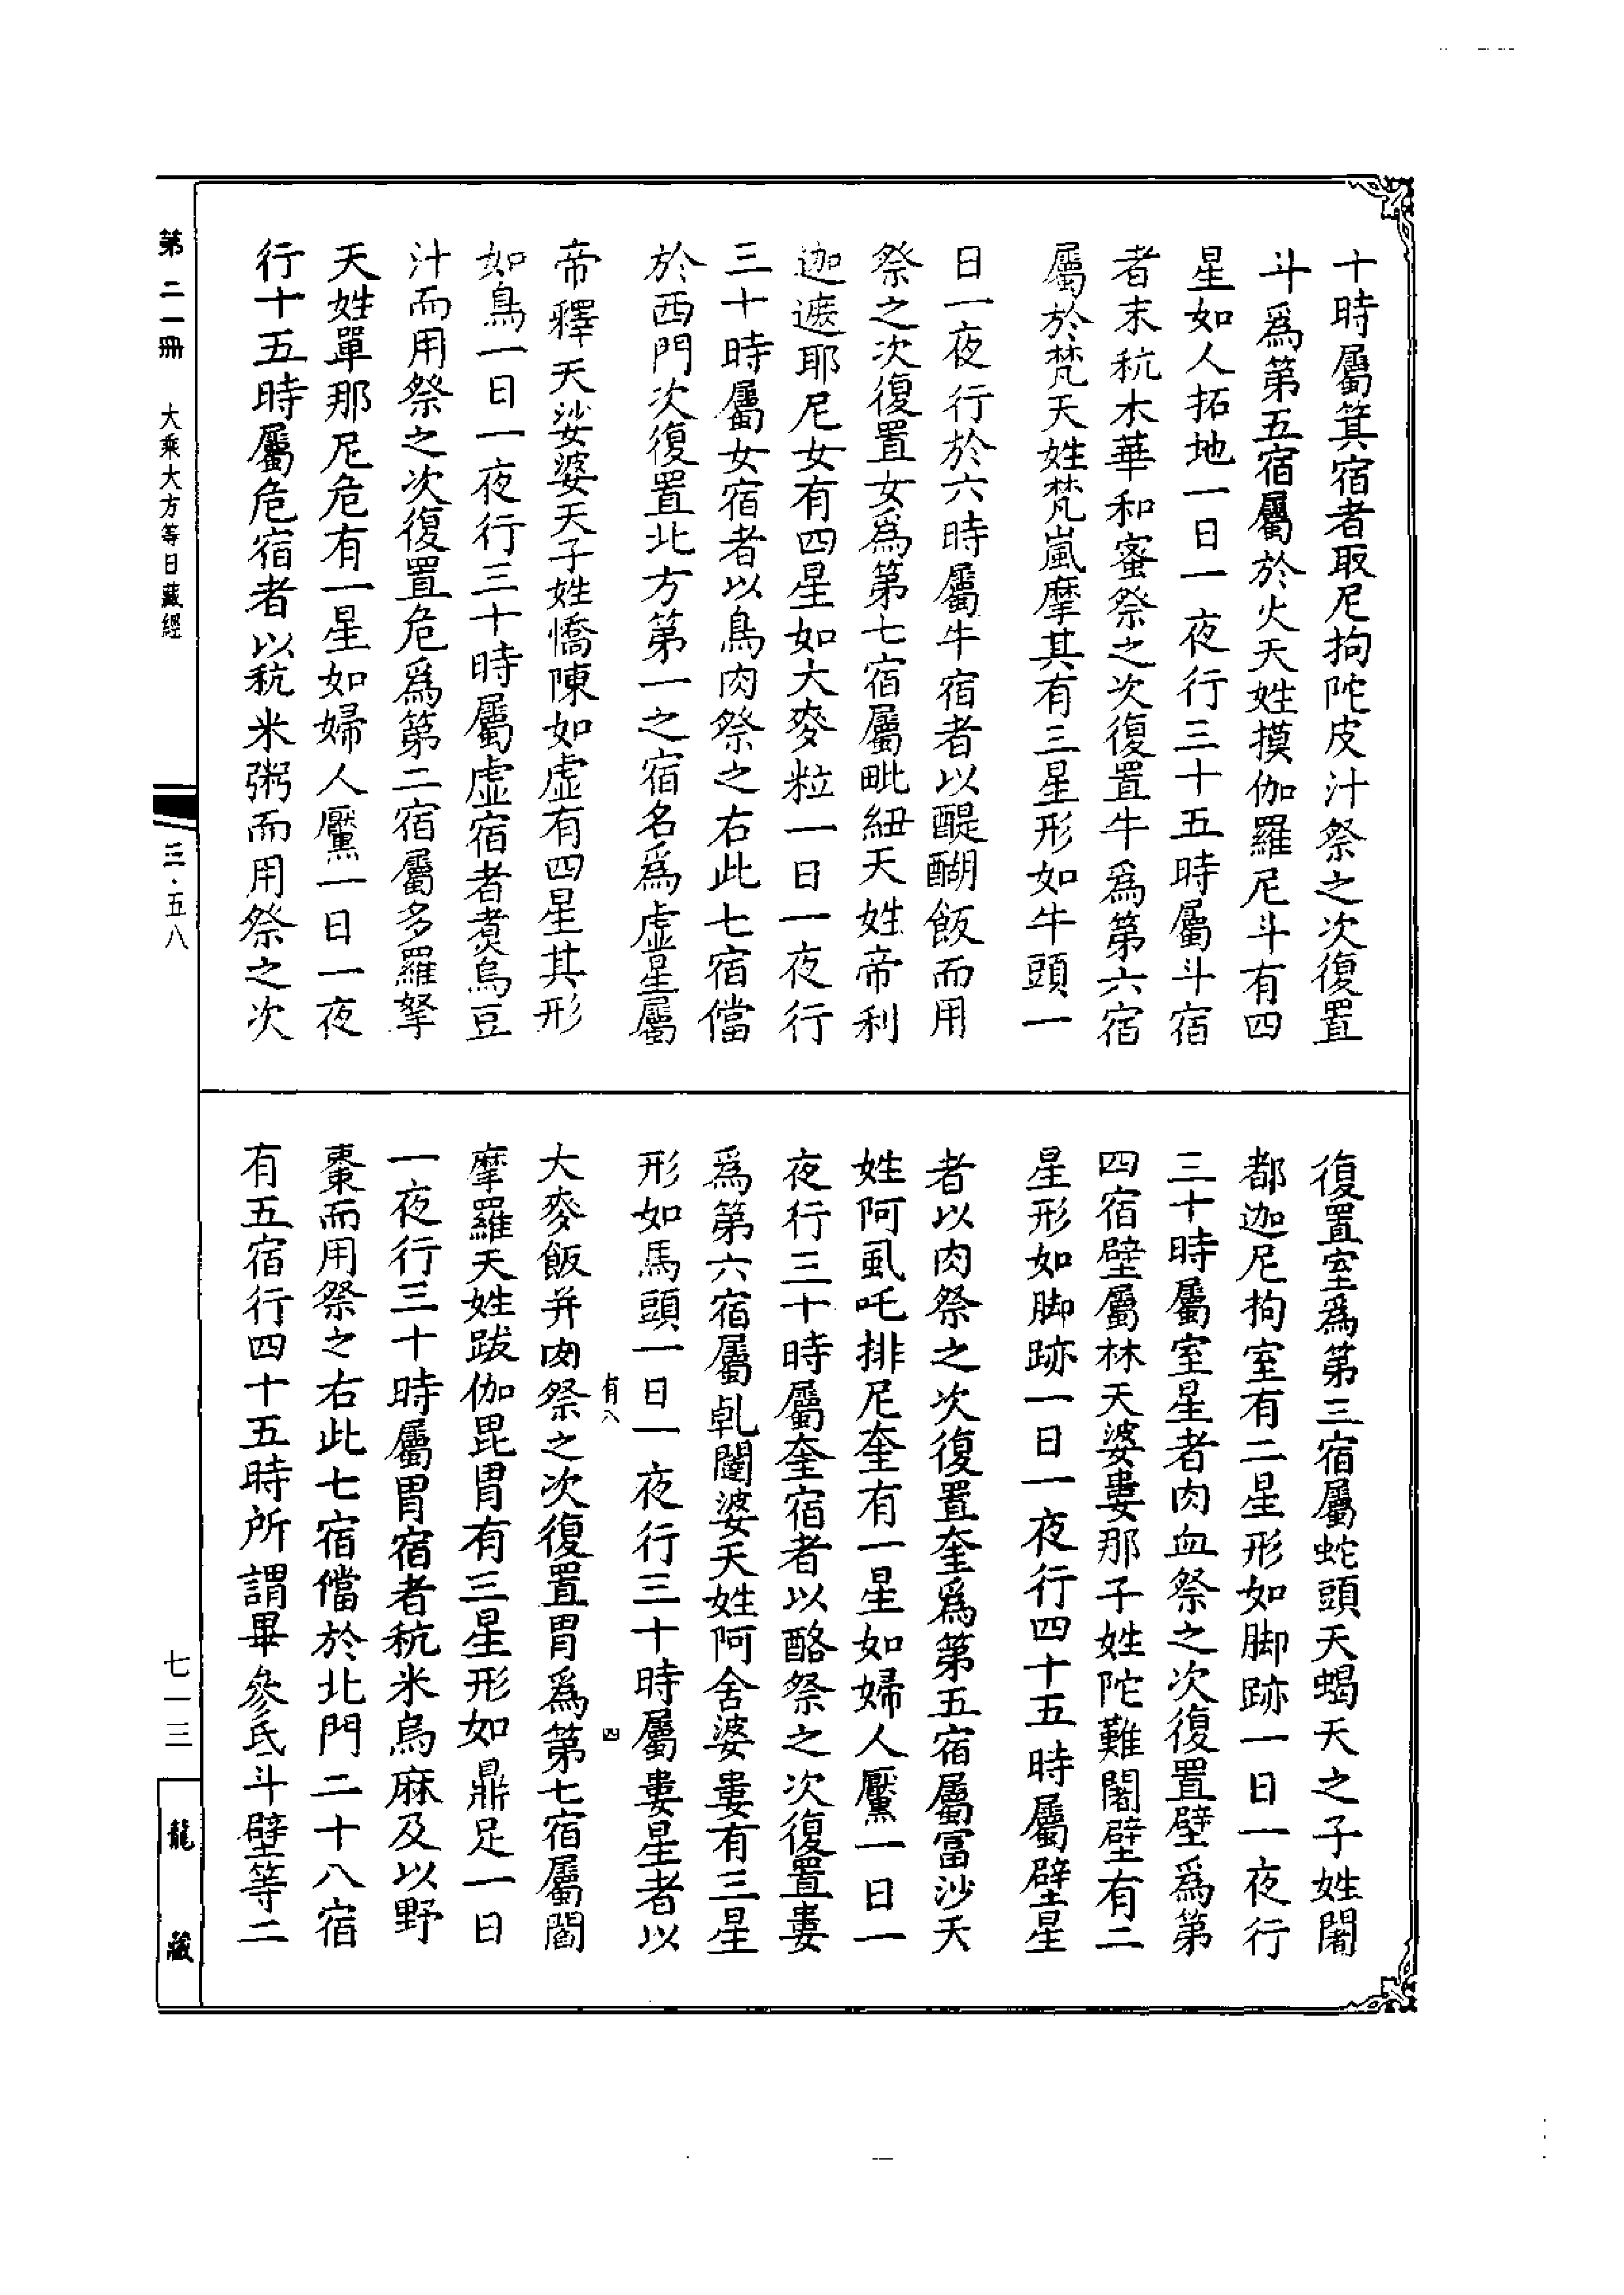 十時屬箕宿者取尼拘陀皮汁祭之次復置
斗爲第五宿屬於火天姓摸伽羅尼斗有四
星如人拓地一日一夜行三十五時屬斗宿
者末秔木華和蜜祭之次復置牛爲第六宿
屬於梵天姓梵嵐摩其有三星形如牛頭一
日一夜行於六時屬牛宿者以醍醐飯而用
祭之次復置女爲第七宿屬毗紐天姓帝利
迦遮耶尼女有四星如大麥粒一日一夜行
三十時屬女宿者以鳥肉祭之右此七宿儅
於西門次復置北方第一之宿名爲虛星屬
帝釋天娑婆天子姓憍陳如虛有四星其形
如鳥一日一夜行三十時屬虛宿者煮烏豆
汁而用祭之次復置危爲第二宿屬多羅拏
天姓單那尼危有一星如婦人黶一日一夜
行十五時屬危宿者以秔米粥而用祭之次
復置室爲第三宿屬蛇頭天蝎天之子姓闍
都迦尼拘室有二星形如脚跡一日一夜行
三十時屬室星者肉血祭之次復置壁爲第
四宿壁屬林天婆婁那子姓陀難闍壁有二
星形如脚跡一日一夜行四十五時屬壁星
者以肉祭之次復置奎爲第五宿屬富沙天
姓阿虱吒排尼奎有一星如婦人黶一日一
夜行三十時屬奎宿者以酪祭之次復置婁
爲第六宿屬乹闥婆天姓阿舍婆婁有三星
形如馬頭一日一夜行三十時屬婁星者以
有八 四
大麥飯并肉祭之次復置胃爲第七宿屬閻
摩羅天姓跋伽毘胃有三星形如鼎足一日
一夜行三十時屬胃宿者秔米烏麻及以野
棗而用祭之右此七宿儅於北門二十八宿
有五宿行四十五時所謂畢參氐斗壁等二
第二一冊 大乘大方等日藏經
三·五八
七一三
龍藏